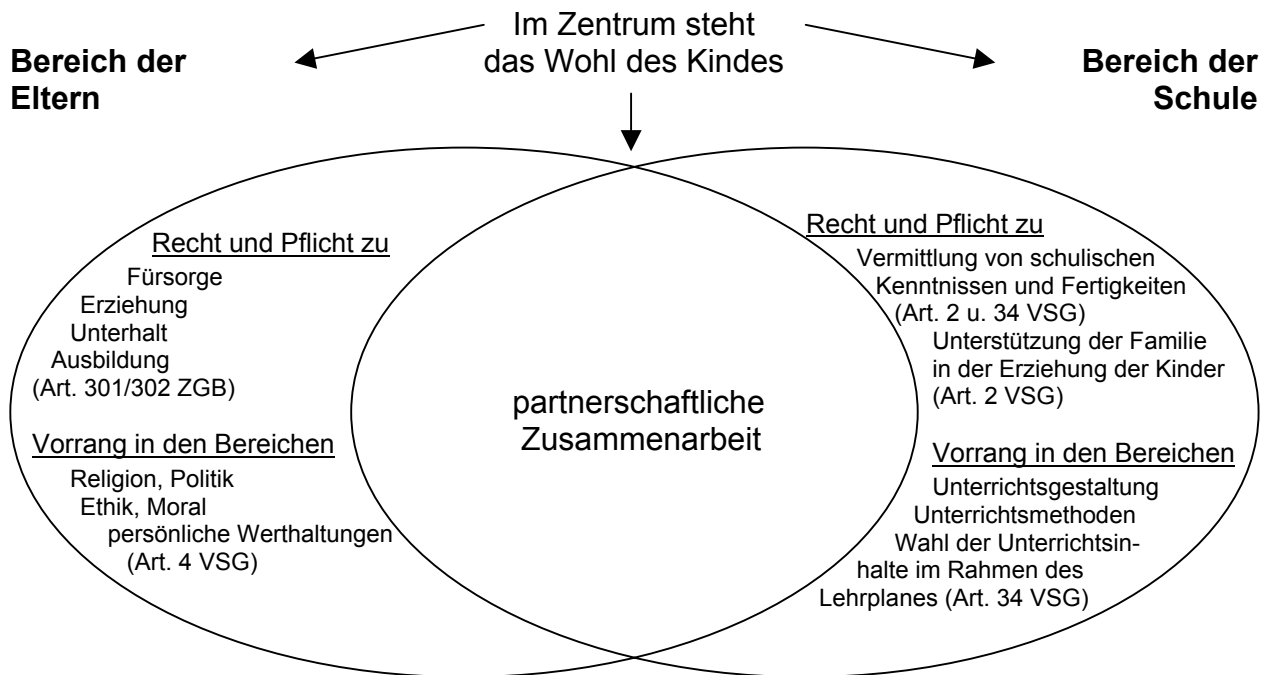 Im Zentrum steht
das Wohl des Kindes
Bereich der
Eltern
Bereich der
Schule
Recht und Pflicht zu
Fürsorge
Erziehung
Unterhalt
Ausbildung
(Art. 301/302 ZGB)
Vorrang in den Bereichen
Religion, Politik
Ethik, Moral
persönliche Werthaltungen
(Art. 4 VSG)
partnerschaftliche
Zusammenarbeit
Recht und Pflicht zu
Vermittlung von schulischen
Kenntnissen und Fertigkeiten
(Art. 2 u. 34 VSG)
Unterstützung der Familie
in der Erziehung der Kinder
(Art. 2 VSG)
Vorrang in den Bereichen
Unterrichtsgestaltung
Unterrichtsmethoden
Wahl der Unterrichtsin-
halte im Rahmen des
Lehrplanes (Art. 34 VSG)